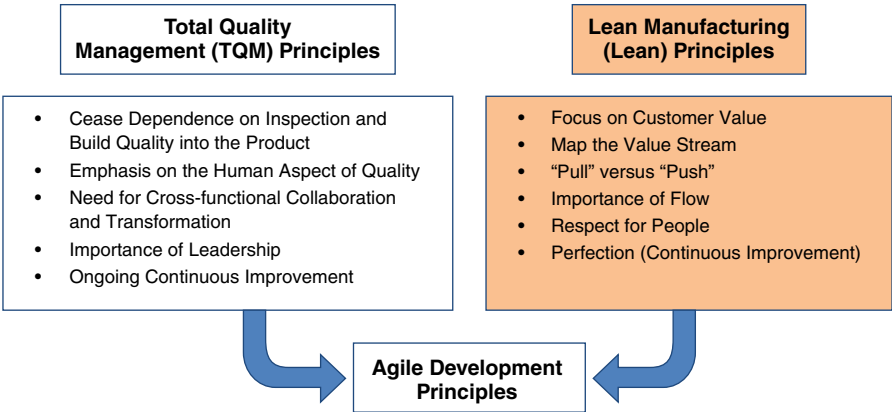 Total Quality
Management (TQM) Principles
• Cease Dependence on Inspection and
Build Quality into the Product
• Emphasis on the Human Aspect of Quality
• Need for Cross-functional Collaboration
and Transformation
• Importance of Leadership
• Ongoing Continuous Improvement
Lean Manufacturing
(Lean) Principles
• Focus on Customer Value
• Map the Value Stream
• “Pull” versus “Push”
• Importance of Flow
• Respect for People
• Perfection (Continuous Improvement)
Agile Development
Principles